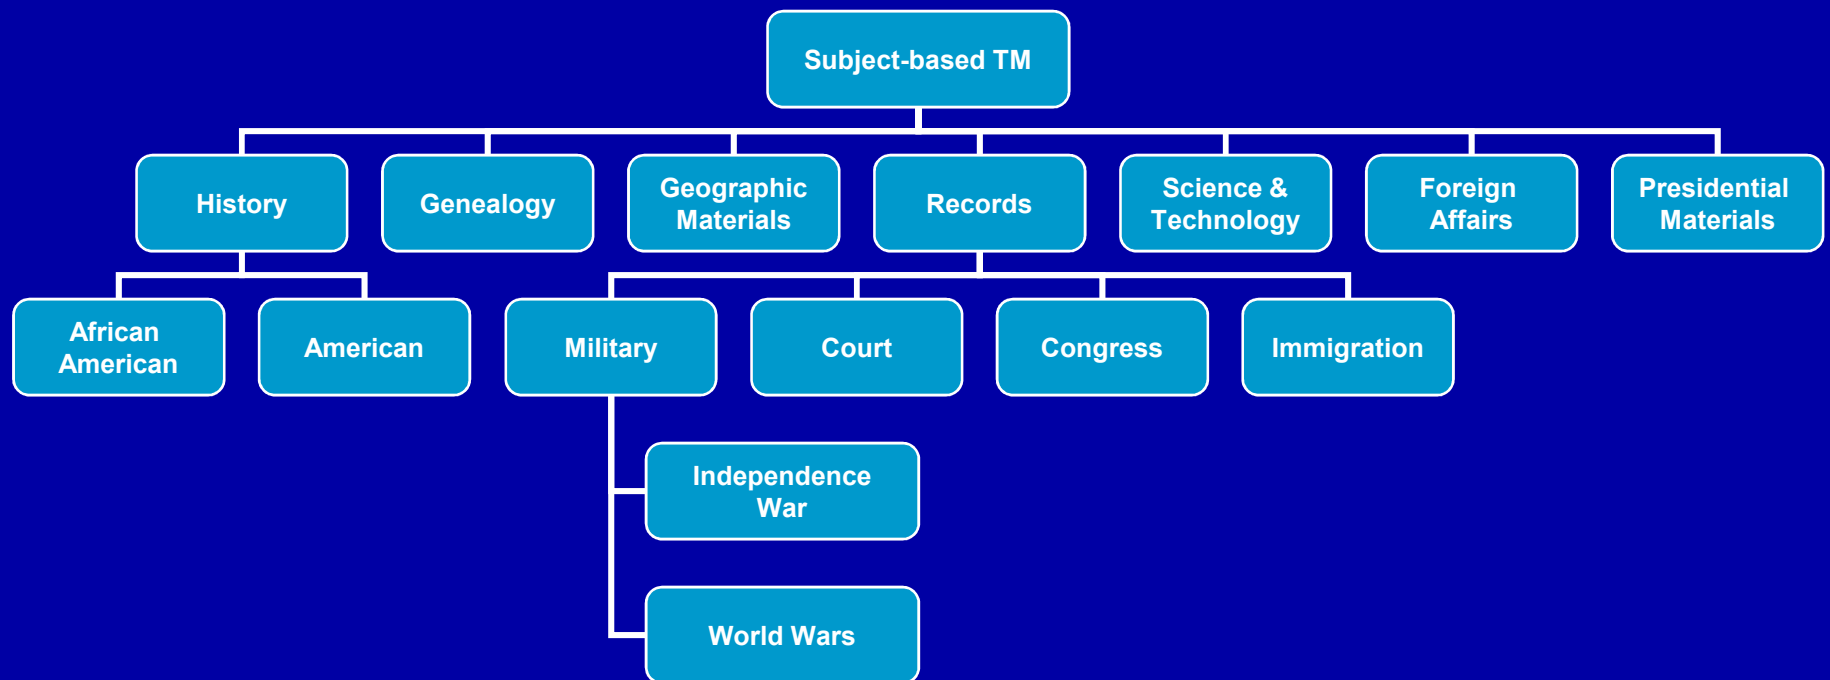 Subject-based TM
History
Genealogy
Geographic
Materials
Records
Science &
Technology
Foreign
Affairs
Presidential
Materials
African
American
American
Military
Court
Congress
Immigration
Independence
War
World Wars